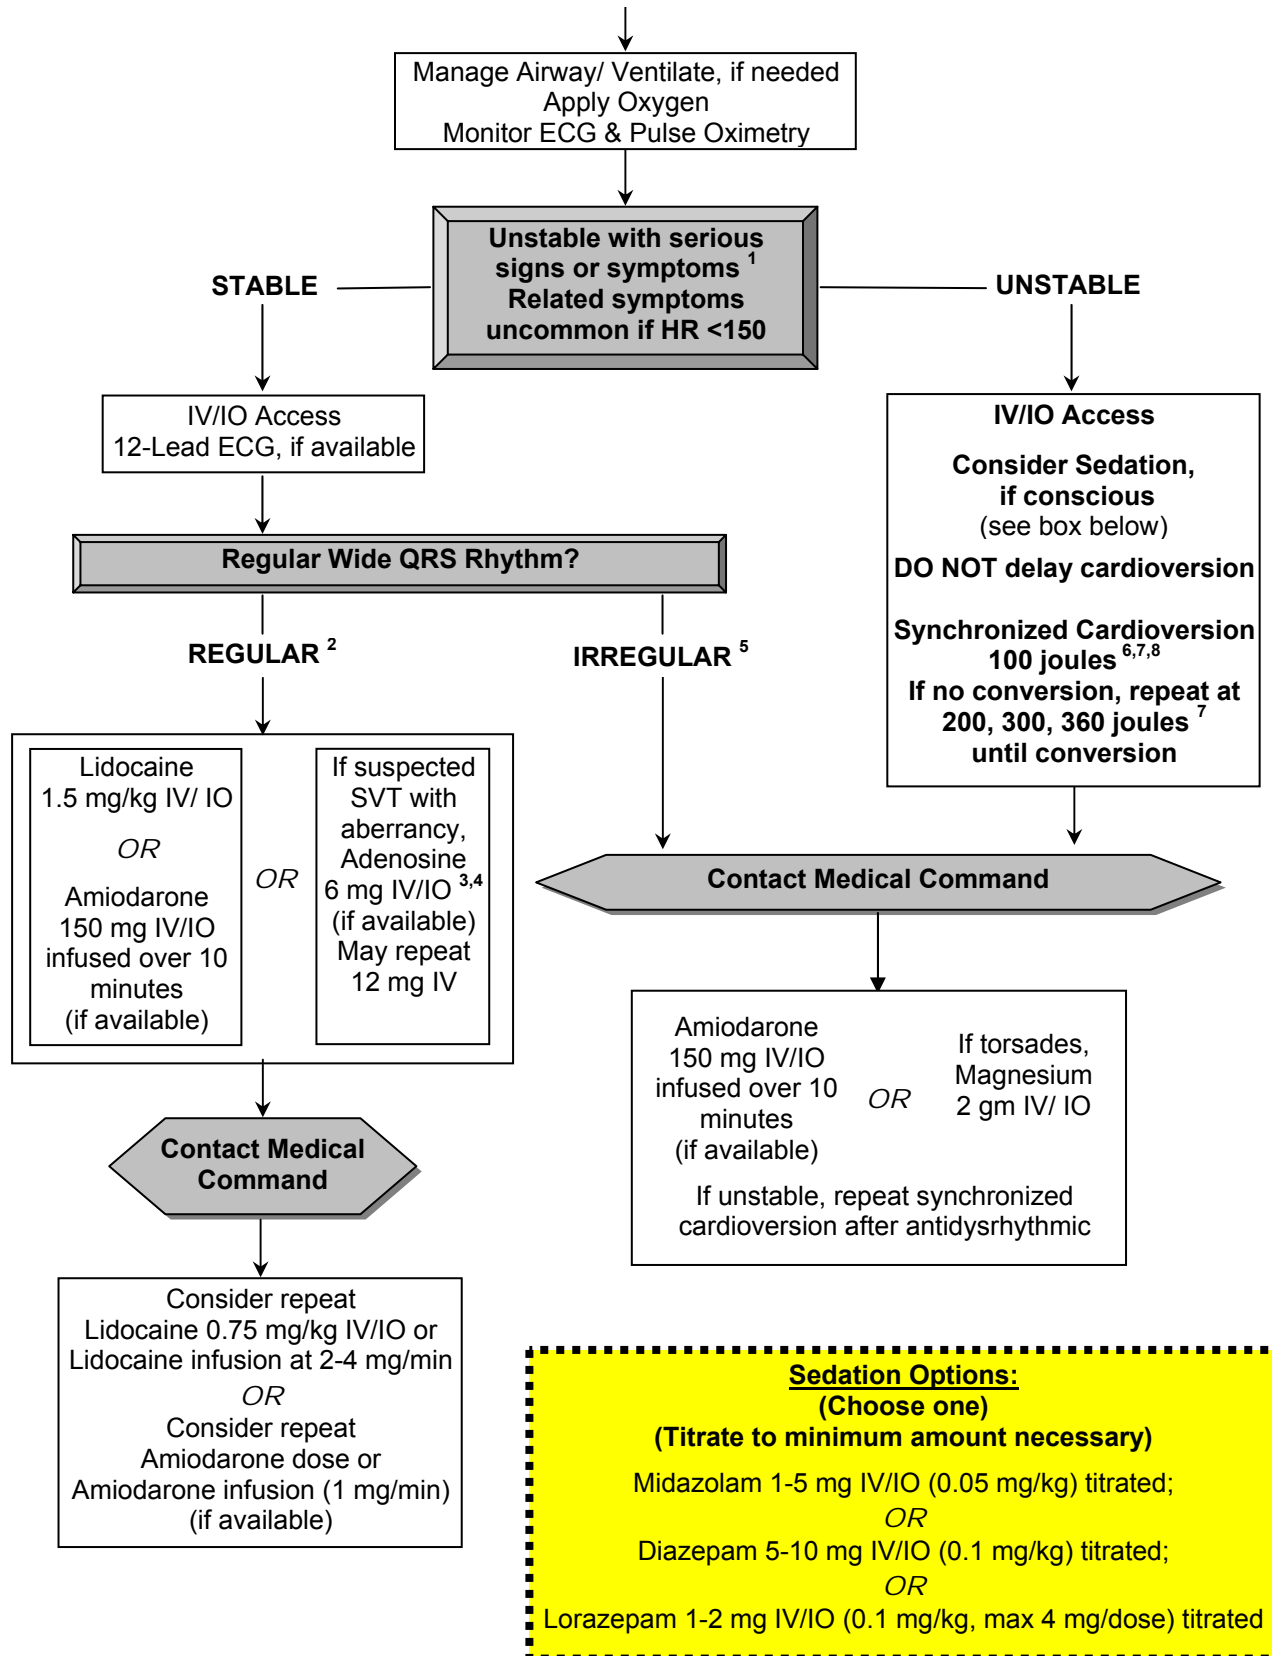 Manage Airway/ Ventilate, if needed
Apply Oxygen
Monitor ECG & Pulse Oximetry
Unstable with serious
signs or symptoms 1
Related symptoms
uncommon if HR <150
STABLE
UNSTABLE
IV/IO Access
12-Lead ECG, if available
Regular Wide QRS Rhythm?
REGULAR 2
IRREGULAR 5
IV/IO Access
Consider Sedation,
if conscious
(see box below)
DO NOT delay cardioversion
Synchronized Cardioversion
100 joules 6,7,8
If no conversion, repeat at
200, 300, 360 joules 7
until conversion
Lidocaine
1.5 mg/kg IV/ IO
OR
Amiodarone
150 mg IV/IO
infused over 10
minutes
(if available)
OR
If suspected
SVT with
aberrancy,
Adenosine
6 mg IV/IO 3,4
(if available)
May repeat
12 mg IV
Contact Medical Command
Amiodarone
150 mg IV/IO
infused over 10
minutes
(if available)
OR
If torsades,
Magnesium
2 gm IV/ IO
If unstable, repeat synchronized
cardioversion after antidysrhythmic
Contact Medical
Command
Consider repeat
Lidocaine 0.75 mg/kg IV/IO or
Lidocaine infusion at 2-4 mg/min
OR
Consider repeat
Amiodarone dose or
Amiodarone infusion (1 mg/min)
(if available)
Sedation Options:
(Choose one)
(Titrate to minimum amount necessary)
Midazolam 1-5 mg IV/IO (0.05 mg/kg) titrated;
OR
Diazepam 5-10 mg IV/IO (0.1 mg/kg) titrated;
OR
Lorazepam 1-2 mg IV/IO (0.1 mg/kg, max 4 mg/dose) titrated